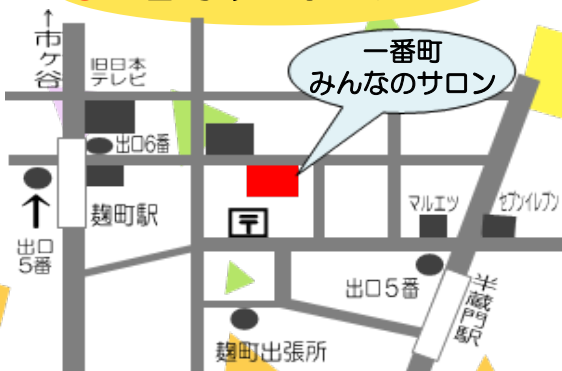 ↑
市ヶ谷
旧日本
テレビ
一番町
みんなのサロン
出口6番
麹町駅
↑
出口
5番
〒
マルエツ
セブンイレブン
出口5番
半蔵門駅
麹町出張所